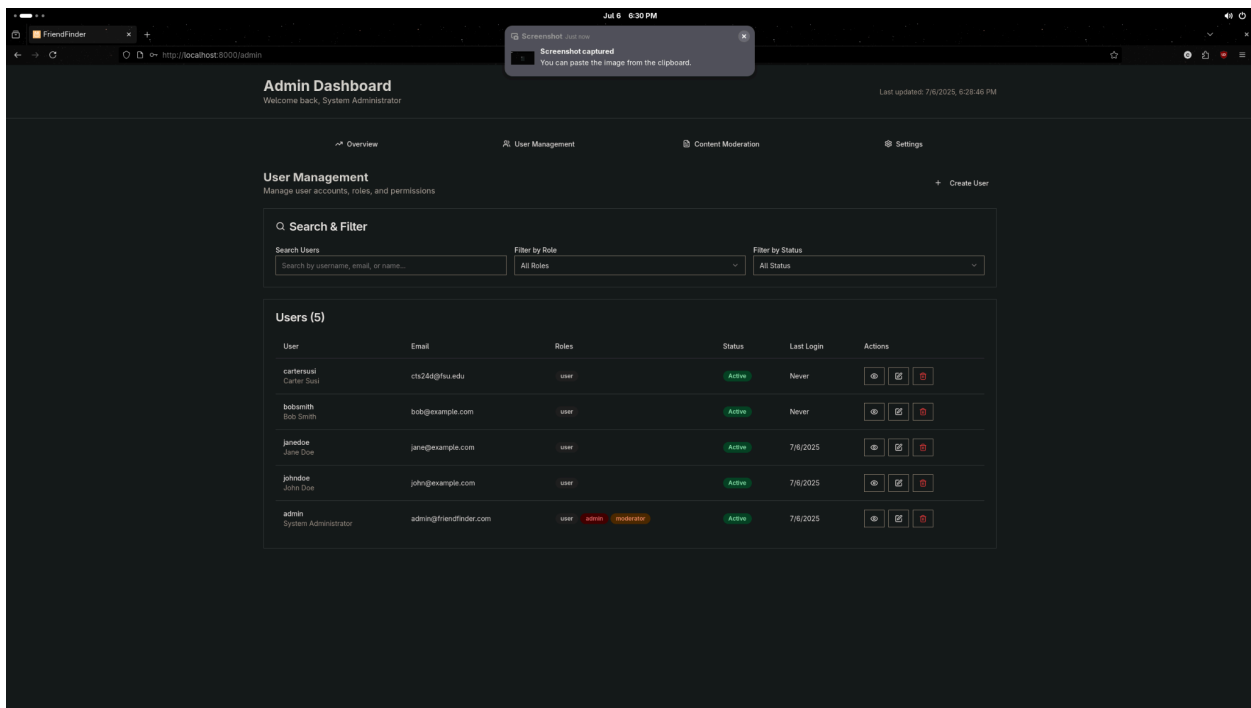 Jul 6 6:30 PM
FriendFinder
Screenshot Just now
Screenshot captured
You can paste the image from the clipboard.
http://localhost:8000/admin
Admin Dashboard
Welcome back, System Administrator
Last updated: 7/6/2025, 6:28:46 PM
Overview User Management Content Moderation Settings
User Management
Manage user accounts, roles, and permissions
+ Create User
Search & Filter
Search Users Filter by Role Filter by Status
Search by username, email, or name... All Roles All Status
Users (5)
User Email Roles Status Last Login Actions
cartersusi
Carter Susi
cts24d@fsu.edu user Active Never
bobsmith
Bob Smith
bob@example.com user Active Never
janedoe
Jane Doe
jane@example.com user Active 7/6/2025
johndoe
John Doe
john@example.com user Active 7/6/2025
admin
System Administrator
admin@friendfinder.com user admin moderator Active 7/6/2025